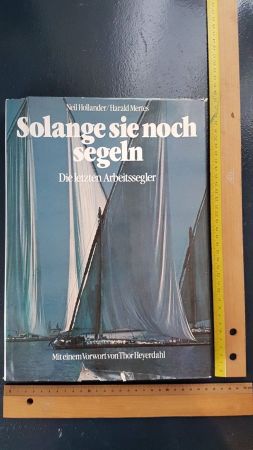 Neil Hollander/Harald Mertes
Solange sie noch
segeln
Die letzten Arbeitssegler
Mit einem Vorwort von Thor Heyerdahl